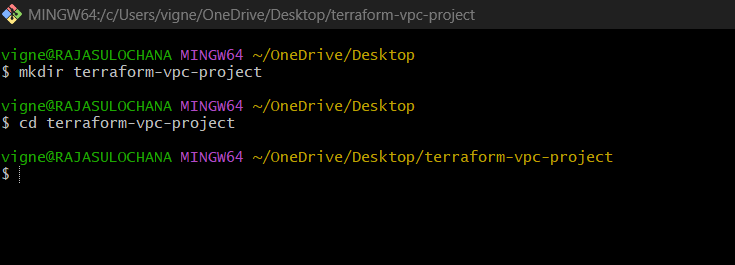 MINGW64:/c/Users/vigne/OneDrive/Desktop/terraform-vpc-project
vigne@RAJASULOCHANA MINGW64 ~/OneDrive/Desktop
$ mkdir terraform-vpc-project
vigne@RAJASULOCHANA MINGW64 ~/OneDrive/Desktop
$ cd terraform-vpc-project
vigne@RAJASULOCHANA MINGW64 ~/OneDrive/Desktop/terraform-vpc-project
$